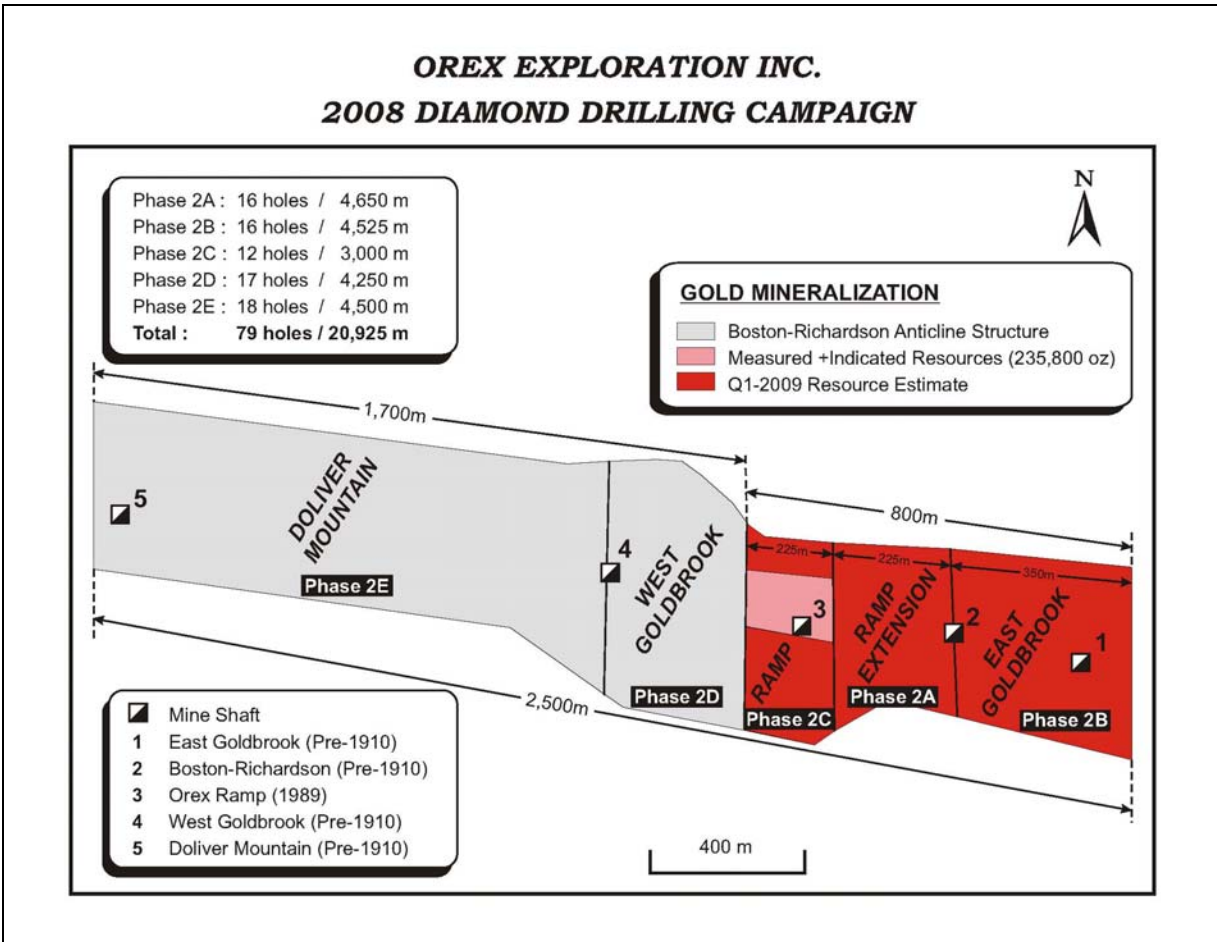 OREX EXPLORATION INC.
2008 DIAMOND DRILLING CAMPAIGN
Phase 2A : 16 holes / 4,650 m
Phase 2B : 16 holes / 4,525 m
Phase 2C : 12 holes / 3,000 m
Phase 2D : 17 holes / 4,250 m
Phase 2E : 18 holes / 4,500 m
Total : 79 holes / 20,925 m
N
GOLD MINERALIZATION
Boston-Richardson Anticline Structure
Measured +Indicated Resources (235,800 oz)
Q1-2009 Resource Estimate
1,700m
800m
225m
225m
350m
5
DOLIVER
MOUNTAIN
Phase 2E
4
WEST
GOLDBROOK
Phase 2D
3
RAMP
Phase 2C
RAMP
EXTENSION
Phase 2A
2
EAST
GOLDBROOK
1
Phase 2B
2,500m
Mine Shaft
1 East Goldbrook (Pre-1910)
2 Boston-Richardson (Pre-1910)
3 Orex Ramp (1989)
4 West Goldbrook (Pre-1910)
5 Doliver Mountain (Pre-1910)
400 m